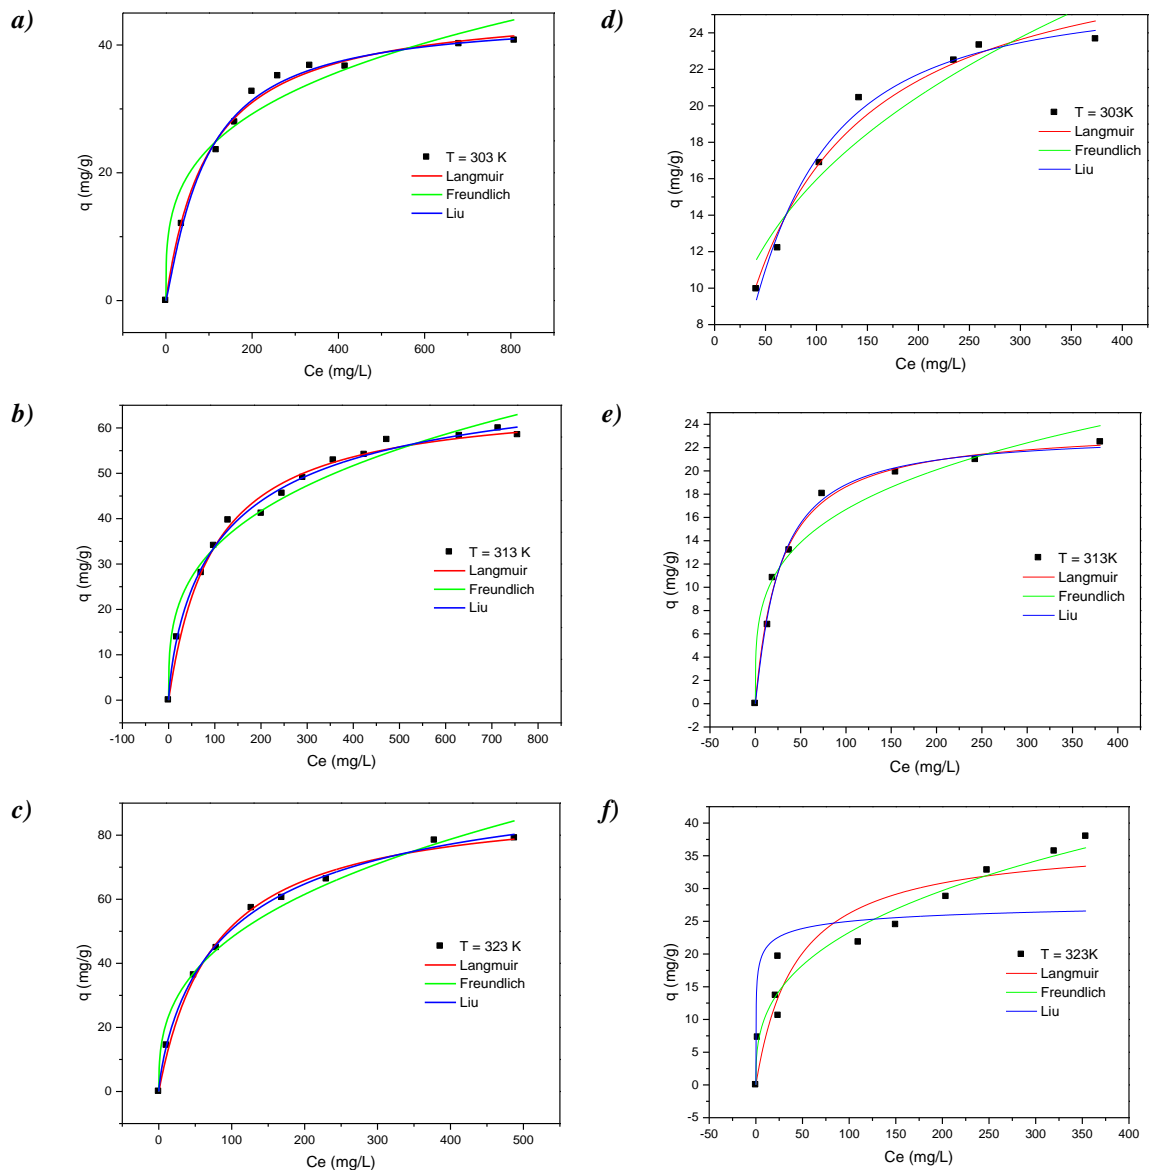 a)
40
20
0
q (mg/g)
T = 303 K
Langmuir
Freundlich
Liu
0 200 400 600 800
Ce (mg/L)
d)
24
22
20
18
16
14
12
10
8
q (mg/g)
T = 303K
Langmuir
Freundlich
Liu
0 50 100 150 200 250 300 350 400
Ce (mg/L)
b)
60
50
40
30
20
10
0
q (mg/g)
T = 313 K
Langmuir
Freundlich
Liu
-100 0 100 200 300 400 500 600 700 800
Ce (mg/L)
e)
24
22
20
18
16
14
12
10
8
6
4
2
0
-2
q (mg/g)
T = 313K
Langmuir
Freundlich
Liu
-50 0 50 100 150 200 250 300 350 400
Ce (mg/L)
c)
80
60
40
20
0
q (mg/g)
T = 323 K
Langmuir
Freundlich
Liu
0 100 200 300 400 500
Ce (mg/L)
f)
40
35
30
25
20
15
10
5
0
-5
q (mg/g)
T = 323K
Langmuir
Freundlich
Liu
-50 0 50 100 150 200 250 300 350 400
Ce (mg/L)